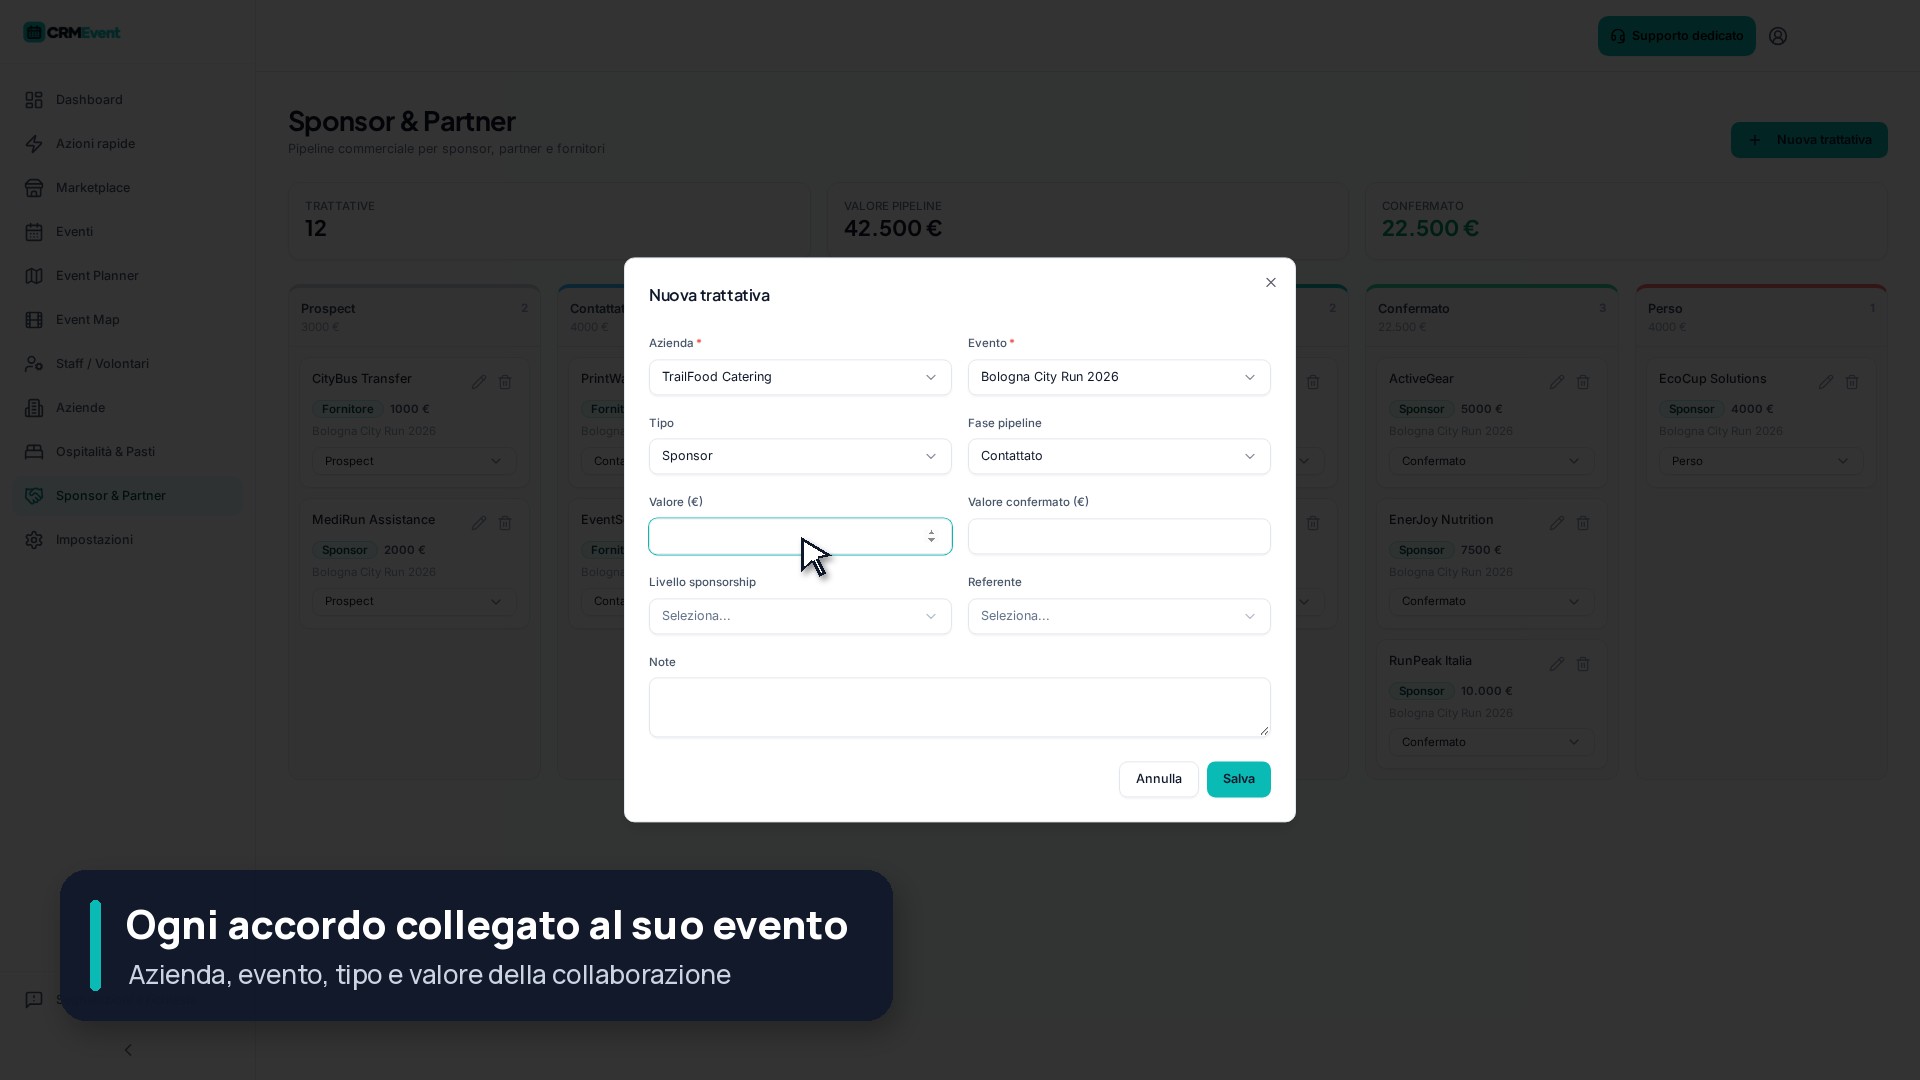 CRMEvent
Supporto dedicato
Dashboard
Azioni rapide
Marketplace
Eventi
Event Planner
Event Map
Staff / Volontari
Aziende
Ospitalità & Pasti
Sponsor & Partner
Impostazioni
Sponsor & Partner
Pipeline commerciale per sponsor, partner e fornitori
Nuova trattativa
TRATTATIVE
12
VALORE PIPELINE
42.500 €
CONFERMATO
22.500 €
Prospect 2
3000 €
CityBus Transfer
Fornitore 1000 €
Bologna City Run 2026
Prospect
MediRun Assistance
Sponsor 2000 €
Bologna City Run 2026
Prospect
4000 €
2
Confermato 3
22.500 €
ActiveGear
Sponsor 5000 €
Bologna City Run 2026
Confermato
EnerJoy Nutrition
Sponsor 7500 €
Bologna City Run 2026
Confermato
RunPeak Italia
Sponsor 10.000 €
Bologna City Run 2026
Confermato
Perso 1
4000 €
EcoCup Solutions
Sponsor 4000 €
Bologna City Run 2026
Perso
Nuova trattativa
Azienda *
TrailFood Catering
Evento *
Bologna City Run 2026
Tipo
Sponsor
Fase pipeline
Contattato
Valore (€)
Valore confermato (€)
Livello sponsorship
Seleziona...
Referente
Seleziona...
Note
Annulla
Salva
Ogni accordo collegato al suo evento
Azienda, evento, tipo e valore della collaborazione